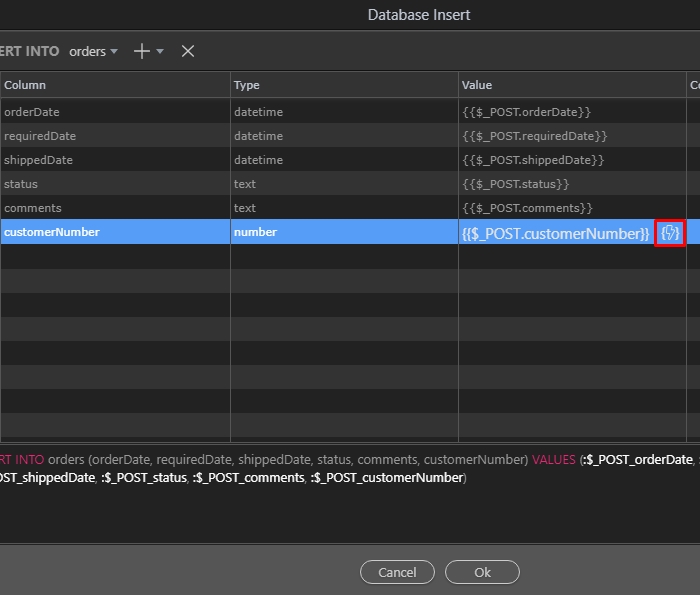 Database Insert
ERT INTO orders
Column Type Value Co
orderDate datetime {{$_POST.orderDate}}
requiredDate datetime {{$_POST.requiredDate}}
shippedDate datetime {{$_POST.shippedDate}}
status text {{$_POST.status}}
comments text {{$_POST.comments}}
customerNumber number {{$_POST.customerNumber}}
RT INTO orders (orderDate, requiredDate, shippedDate, status, comments, customerNumber) VALUES (:$_POST_orderDate, :
OST_shippedDate, :$_POST_status, :$_POST_comments, :$_POST_customerNumber)
Cancel Ok